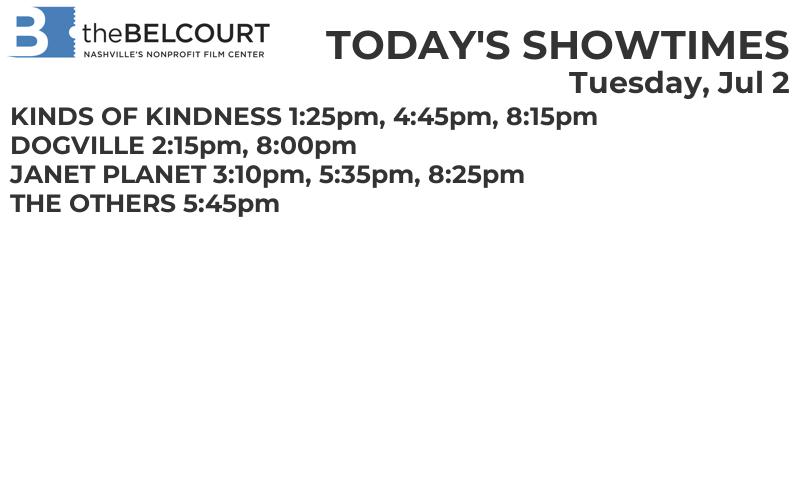 B theBELCOURT
NASHVILLE'S NONPROFIT FILM CENTER
TODAY'S SHOWTIMES
Tuesday, Jul 2
KINDS OF KINDNESS 1:25pm, 4:45pm, 8:15pm
DOGVILLE 2:15pm, 8:00pm
JANET PLANET 3:10pm, 5:35pm, 8:25pm
THE OTHERS 5:45pm